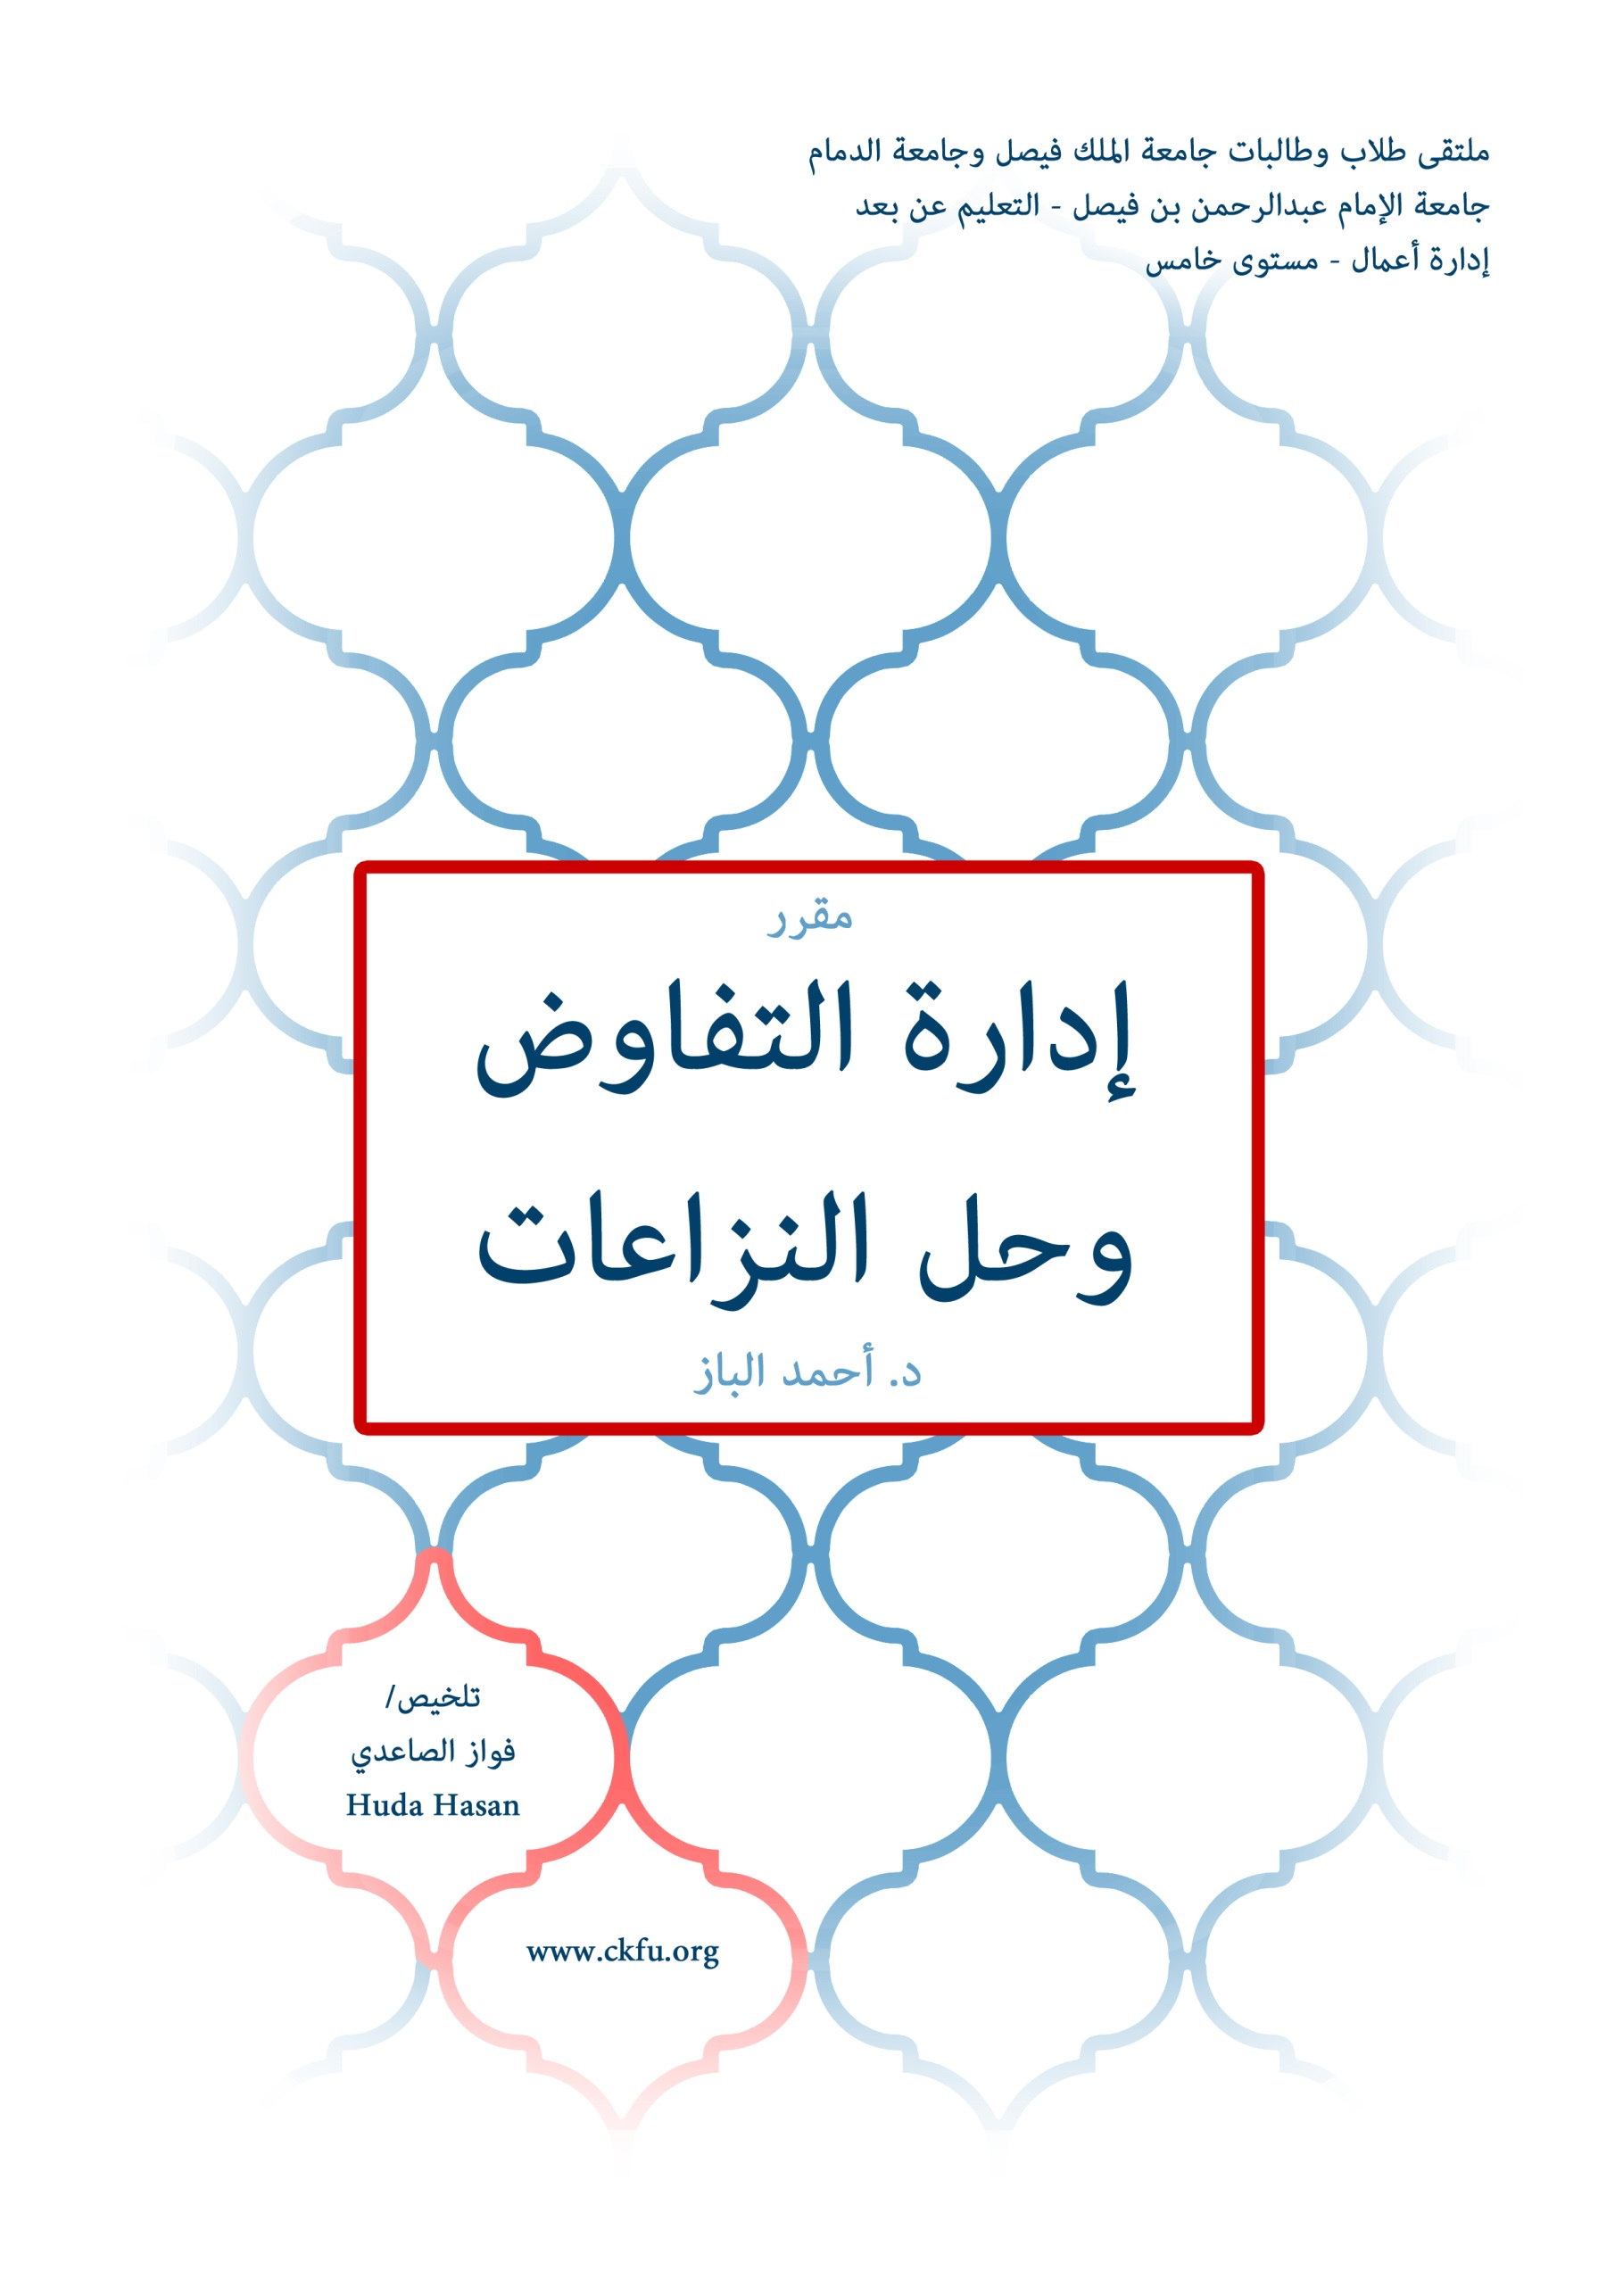 ملتقى طلاب وطالبات جامعة الملك فيصل وجامعة الدمام
جامعة الإمام عبدالرحمن بن فيصل - التعليم عن بعد
إدارة أعمال - مستوى خامس
مقرر
إدارة التفاوض
وحل النزاعات
د. أحمد الباز
تلخيص/
فواز الصاعدي
Huda Hasan
www.ckfu.org